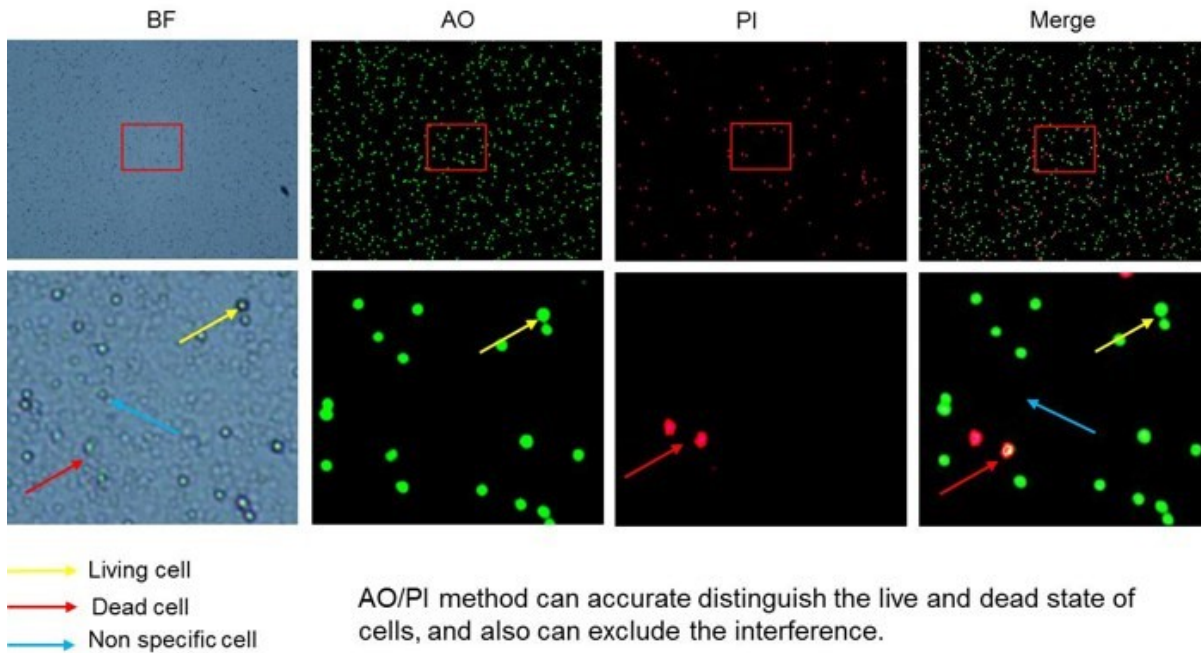 BF
AO
PI
Merge
Living cell
Dead cell
Non specific cell
AO/PI method can accurate distinguish the live and dead state of
cells, and also can exclude the interference.